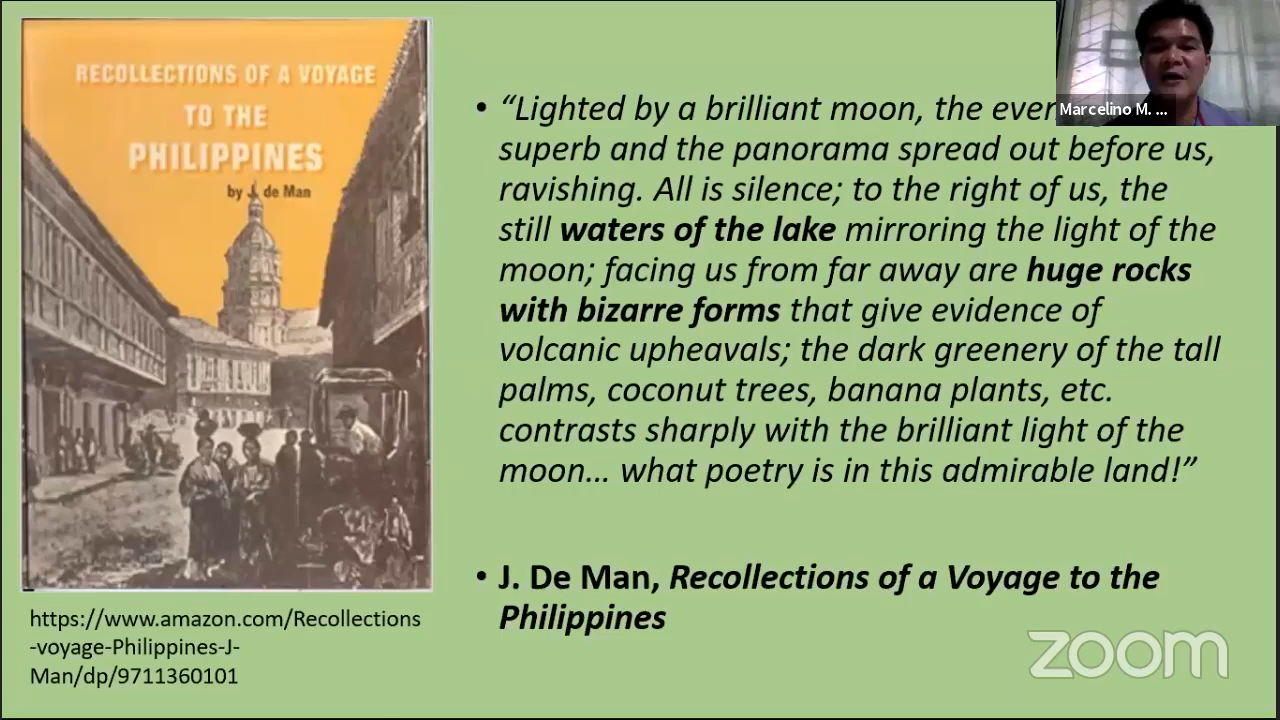 RECOLLECTIONS OF A VOYAGE
TO THE
PHILIPPINES
by J. de Man
https://www.amazon.com/Recollections
-voyage-Philippines-J-
Man/dp/9711360101
• “Lighted by a brilliant moon, the
superb and the panorama spread out before us,
ravishing. All is silence; to the right of us, the
still waters of the lake mirroring the light of the
moon; facing us from far away are huge rocks
with bizarre forms that give evidence of
volcanic upheavals; the dark greenery of the tall
palms, coconut trees, banana plants, etc.
contrasts sharply with the brilliant light of the
moon... what poetry is in this admirable land!”
• J. De Man, Recollections of a Voyage to the
Philippines
Marcelino M. ...
zoom